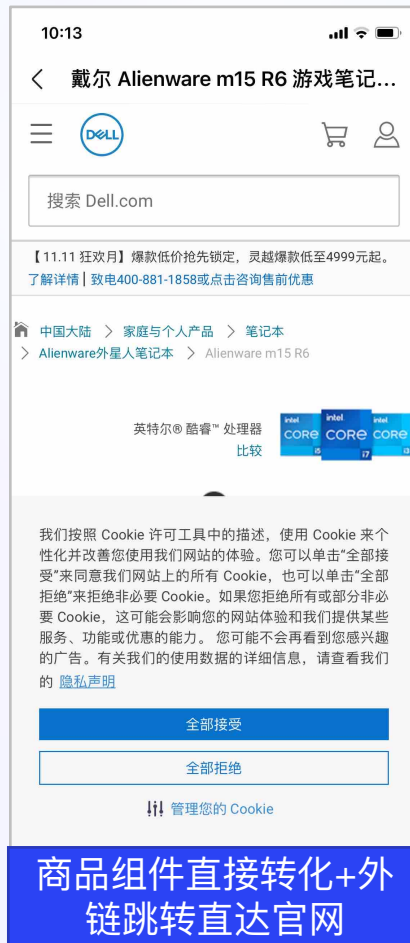 10:13
戴尔 Alienware m15 R6 游戏笔记...
DELL
搜索 Dell.com
【11.11 狂欢月】爆款低价抢先锁定，灵越爆款低至4999元起。
了解详情 | 致电400-881-1858或点击咨询售前优惠
中国大陆 > 家庭与个人产品 > 笔记本
> Alienware外星人笔记本 > Alienware m15 R6
英特尔® 酷睿™ 处理器
比较
intel CORE i5 intel CORE i7 intel CORE i3
我们按照 Cookie 许可工具中的描述，使用 Cookie 来个
性化并改善您使用我们网站的体验。您可以单击“全部接
受”来同意我们网站上的所有 Cookie，也可以单击“全部
拒绝”来拒绝非必要 Cookie。如果您拒绝所有或部分非必
要 Cookie，这可能会影响您的网站体验和我们提供某些
服务、功能或优惠的能力。 您可能不会再看到您感兴趣
的广告。有关我们的使用数据的详细信息，请查看我们
的 隐私声明
全部接受
全部拒绝
管理您的 Cookie
商品组件直接转化+外
链跳转直达官网